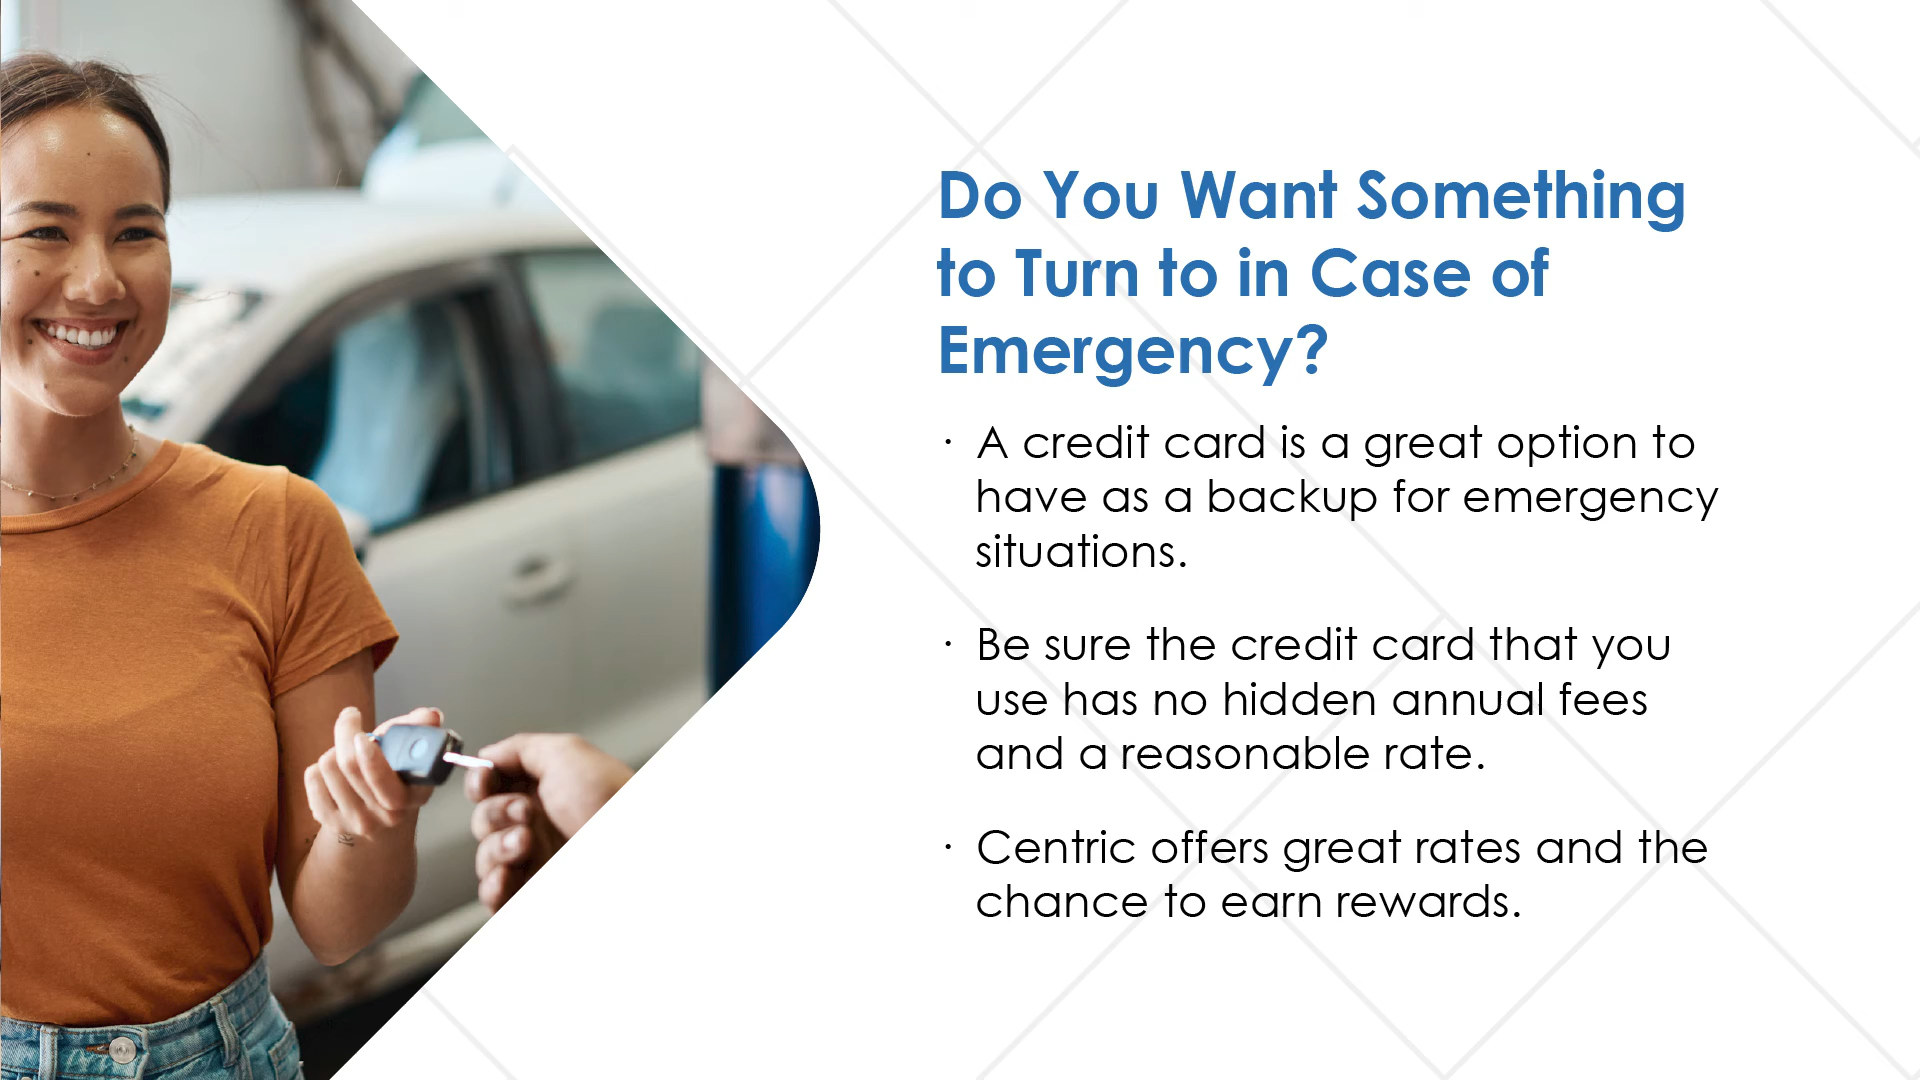 Do You Want Something
to Turn to in Case of
Emergency?
· A credit card is a great option to
have as a backup for emergency
situations.
· Be sure the credit card that you
use has no hidden annual fees
and a reasonable rate.
· Centric offers great rates and the
chance to earn rewards.